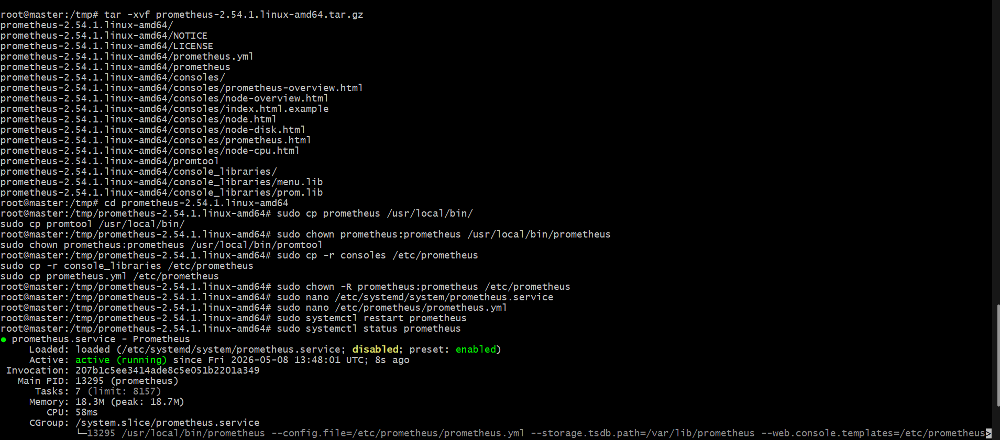 root@master:/tmp# tar -xvf prometheus-2.54.1.linux-amd64.tar.gz
prometheus-2.54.1.linux-amd64/
prometheus-2.54.1.linux-amd64/NOTICE
prometheus-2.54.1.linux-amd64/LICENSE
prometheus-2.54.1.linux-amd64/prometheus.yml
prometheus-2.54.1.linux-amd64/prometheus
prometheus-2.54.1.linux-amd64/consoles/
prometheus-2.54.1.linux-amd64/consoles/prometheus-overview.html
prometheus-2.54.1.linux-amd64/consoles/node-overview.html
prometheus-2.54.1.linux-amd64/consoles/index.html.example
prometheus-2.54.1.linux-amd64/consoles/node.html
prometheus-2.54.1.linux-amd64/consoles/node-disk.html
prometheus-2.54.1.linux-amd64/consoles/prometheus.html
prometheus-2.54.1.linux-amd64/consoles/node-cpu.html
prometheus-2.54.1.linux-amd64/promtool
prometheus-2.54.1.linux-amd64/console_libraries/
prometheus-2.54.1.linux-amd64/console_libraries/menu.lib
prometheus-2.54.1.linux-amd64/console_libraries/prom.lib
root@master:/tmp# cd prometheus-2.54.1.linux-amd64
root@master:/tmp/prometheus-2.54.1.linux-amd64# sudo cp prometheus /usr/local/bin/
sudo cp promtool /usr/local/bin/
root@master:/tmp/prometheus-2.54.1.linux-amd64# sudo chown prometheus:prometheus /usr/local/bin/prometheus
sudo chown prometheus:prometheus /usr/local/bin/promtool
root@master:/tmp/prometheus-2.54.1.linux-amd64# sudo cp -r consoles /etc/prometheus
sudo cp -r console_libraries /etc/prometheus
sudo cp prometheus.yml /etc/prometheus
root@master:/tmp/prometheus-2.54.1.linux-amd64# sudo chown -R prometheus:prometheus /etc/prometheus
root@master:/tmp/prometheus-2.54.1.linux-amd64# sudo nano /etc/systemd/system/prometheus.service
root@master:/tmp/prometheus-2.54.1.linux-amd64# sudo nano /etc/prometheus/prometheus.yml
root@master:/tmp/prometheus-2.54.1.linux-amd64# sudo systemctl restart prometheus
root@master:/tmp/prometheus-2.54.1.linux-amd64# sudo systemctl status prometheus
● prometheus.service - Prometheus
     Loaded: loaded (/etc/systemd/system/prometheus.service; disabled; preset: enabled)
     Active: active (running) since Fri 2026-05-08 13:48:01 UTC; 8s ago
 Invocation: 207b1c5ee3414ade8c5e051b2201a349
   Main PID: 13295 (prometheus)
      Tasks: 7 (limit: 8157)
     Memory: 18.3M (peak: 18.7M)
        CPU: 58ms
     CGroup: /system.slice/prometheus.service
             └─13295 /usr/local/bin/prometheus --config.file=/etc/prometheus/prometheus.yml --storage.tsdb.path=/var/lib/prometheus --web.console.templates=/etc/prometheus>